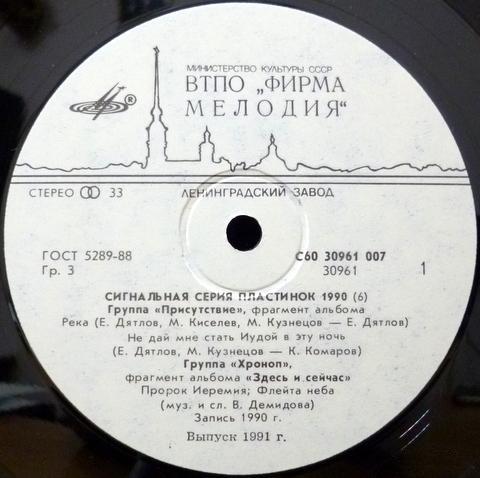 МИНИСТЕРСТВО КУЛЬТУРЫ СССР
ВТПО „ФИРМА
МЕЛОДИЯ“
®
СТЕРЕО 33
ЛЕНИНГРАДСКИЙ ЗАВОД
ГОСТ 5289-88
Гр. 3
С60 30961 007
30961
1
СИГНАЛЬНАЯ СЕРИЯ ПЛАСТИНОК 1990 (6)
Группа «Присутствие», фрагмент альбома
Река (Е. Дятлов, М. Киселев, М. Кузнецов — Е. Дятлов)
Не дай мне стать Иудой в эту ночь
(Е. Дятлов, М. Кузнецов — К. Комаров)
Группа «Хроноп»,
фрагмент альбома «Здесь и сейчас»
Пророк Иеремия; Флейта неба
(муз. и сл. В. Демидова)
Запись 1990 г.
Выпуск 1991 г.